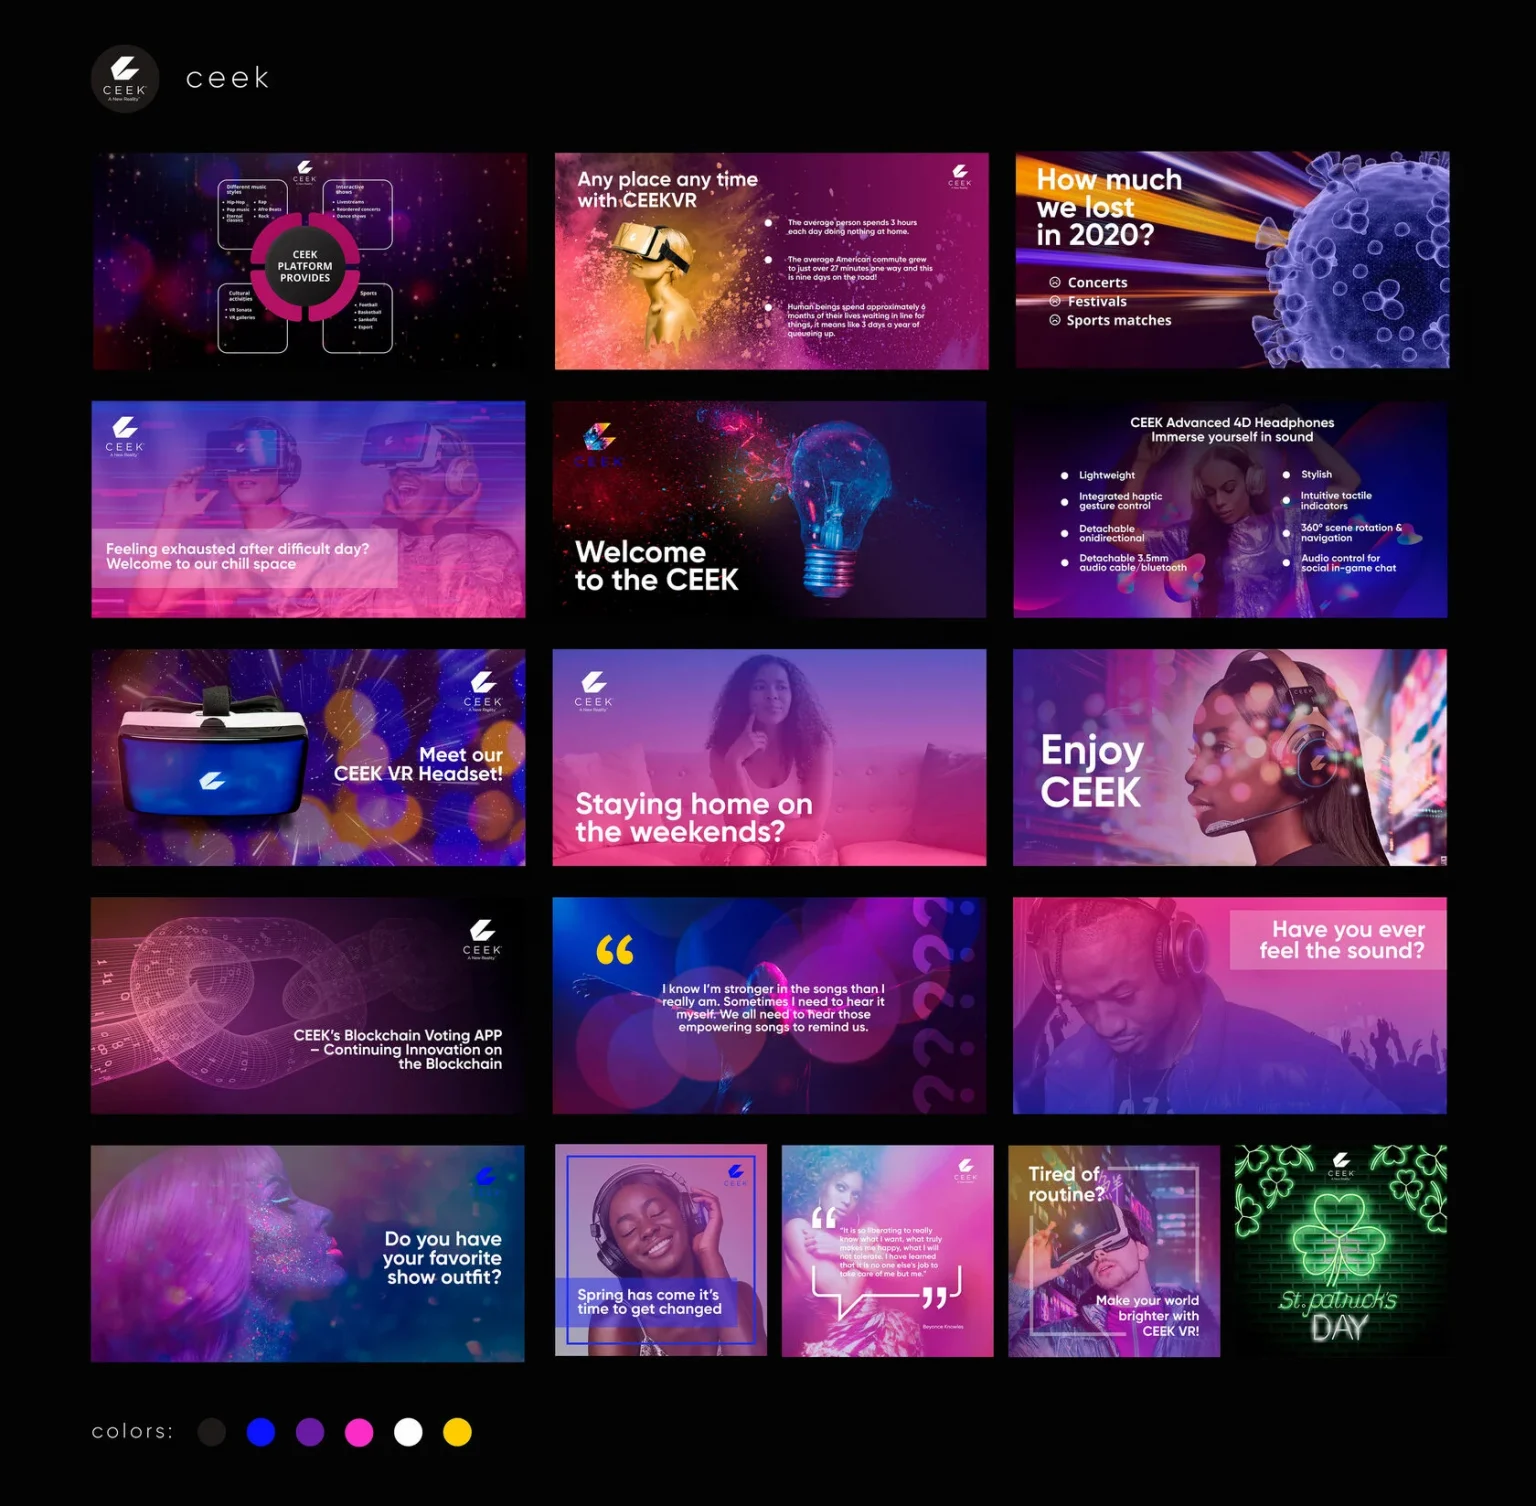 CEEK
A New Reality
ceek
CEEK
A New Reality
Different music
styles
Hip-Hop
Pop music
Eternal
classics
Rap
Afro Beats
Rock
Interactive
shows
Livestreams
Reordered concerts
Dance shows
CEEK
PLATFORM
PROVIDES
Cultural
activities
VR Sonata
VR galleries
Sports
Football
Basketball
Esport
Any place any time
with CEEKVR
CEEK
The average person spends 3 hours
each day doing nothing at home.
The average American commute grew
to just over 27 minutes one way and this
is nine days on the road!
Human beings spend approximately 6
months of their lives waiting in line for
things, it means like 3 days a year of
queueing up.
How much
we lost
in 2020?
Concerts
Festivals
Sports matches
CEEK
A New Reality
Feeling exhausted after difficult day?
Welcome to our chill space
CEEK
Welcome
to the CEEK
CEEK Advanced 4D Headphones
Immerse yourself in sound
Lightweight
Integrated haptic
gesture control
Detachable
onidirectional
Detachable 3.5mm
audio cable/bluetooth
Stylish
Intuitive tactile
indicators
360° scene rotation &
navigation
Audio control for
social in-game chat
CEEK
A New Reality
Meet our
CEEK VR Headset!
CEEK
A New Reality
Staying home on
the weekends?
CEEK
Enjoy
CEEK
CEEK
A New Reality
CEEK's Blockchain Voting APP
– Continuing Innovation on
the Blockchain
“
I know I'm stronger in the songs than I
really am. Sometimes I need to hear it
myself. We all need to hear those
empowering songs to remind us.
Have you ever
feel the sound?
Do you have
your favorite
show outfit?
CEEK
Spring has come it's
time to get changed
CEEK
“
"It is so liberating to really
know what I want, what truly
makes me happy, what I will
not tolerate. I have learned
that it is no one else's job to
take care of me but me."
”
Beyonce Knowles
Tired of
routine?
Make your world
brighter with
CEEK VR!
CEEK
St.patrick's
DAY
colors: